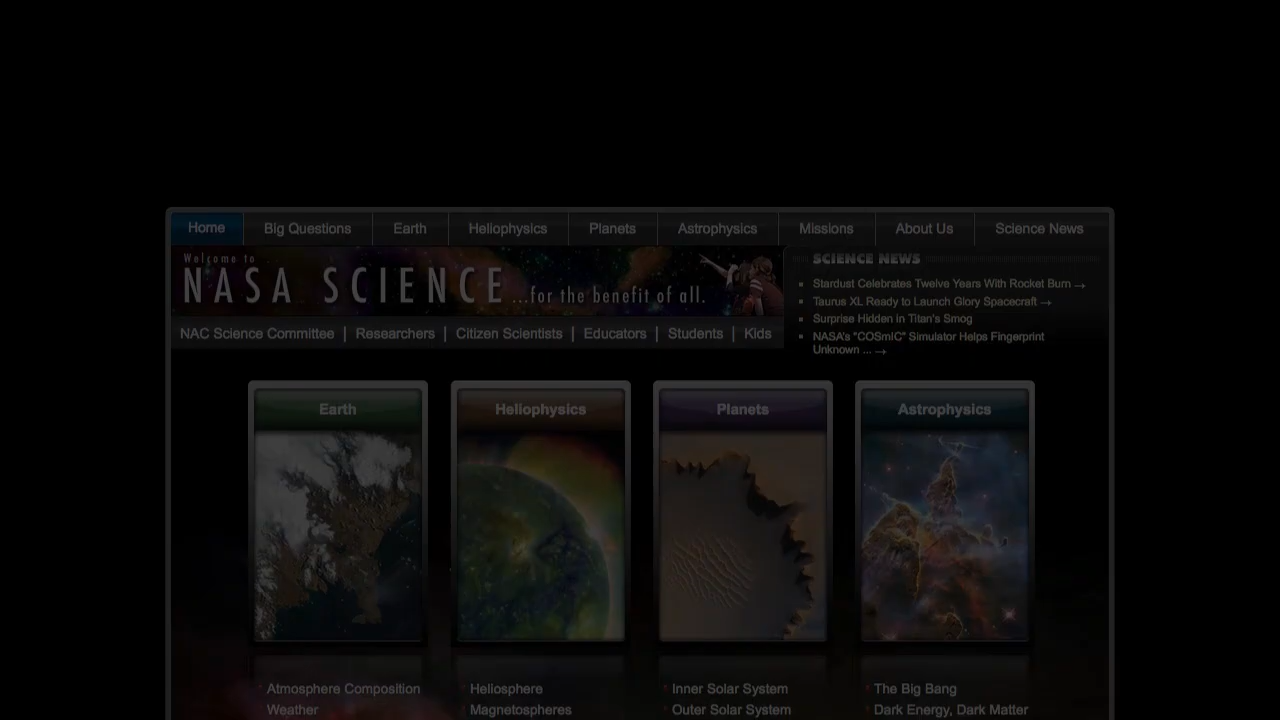 Home Big Questions Earth Heliophysics Planets Astrophysics Missions About Us Science News
Welcome to
NASA SCIENCE ...for the benefit of all.
NAC Science Committee | Researchers | Citizen Scientists | Educators | Students | Kids
SCIENCE NEWS
Stardust Celebrates Twelve Years With Rocket Burn →
Taurus XL Ready to Launch Glory Spacecraft →
Surprise Hidden in Titan's Smog
NASA's "COSmIC" Simulator Helps Fingerprint
Unknown ... →
Earth
Heliophysics
Planets
Astrophysics
Atmosphere Composition
Weather
Heliosphere
Magnetospheres
Inner Solar System
Outer Solar System
The Big Bang
Dark Energy, Dark Matter